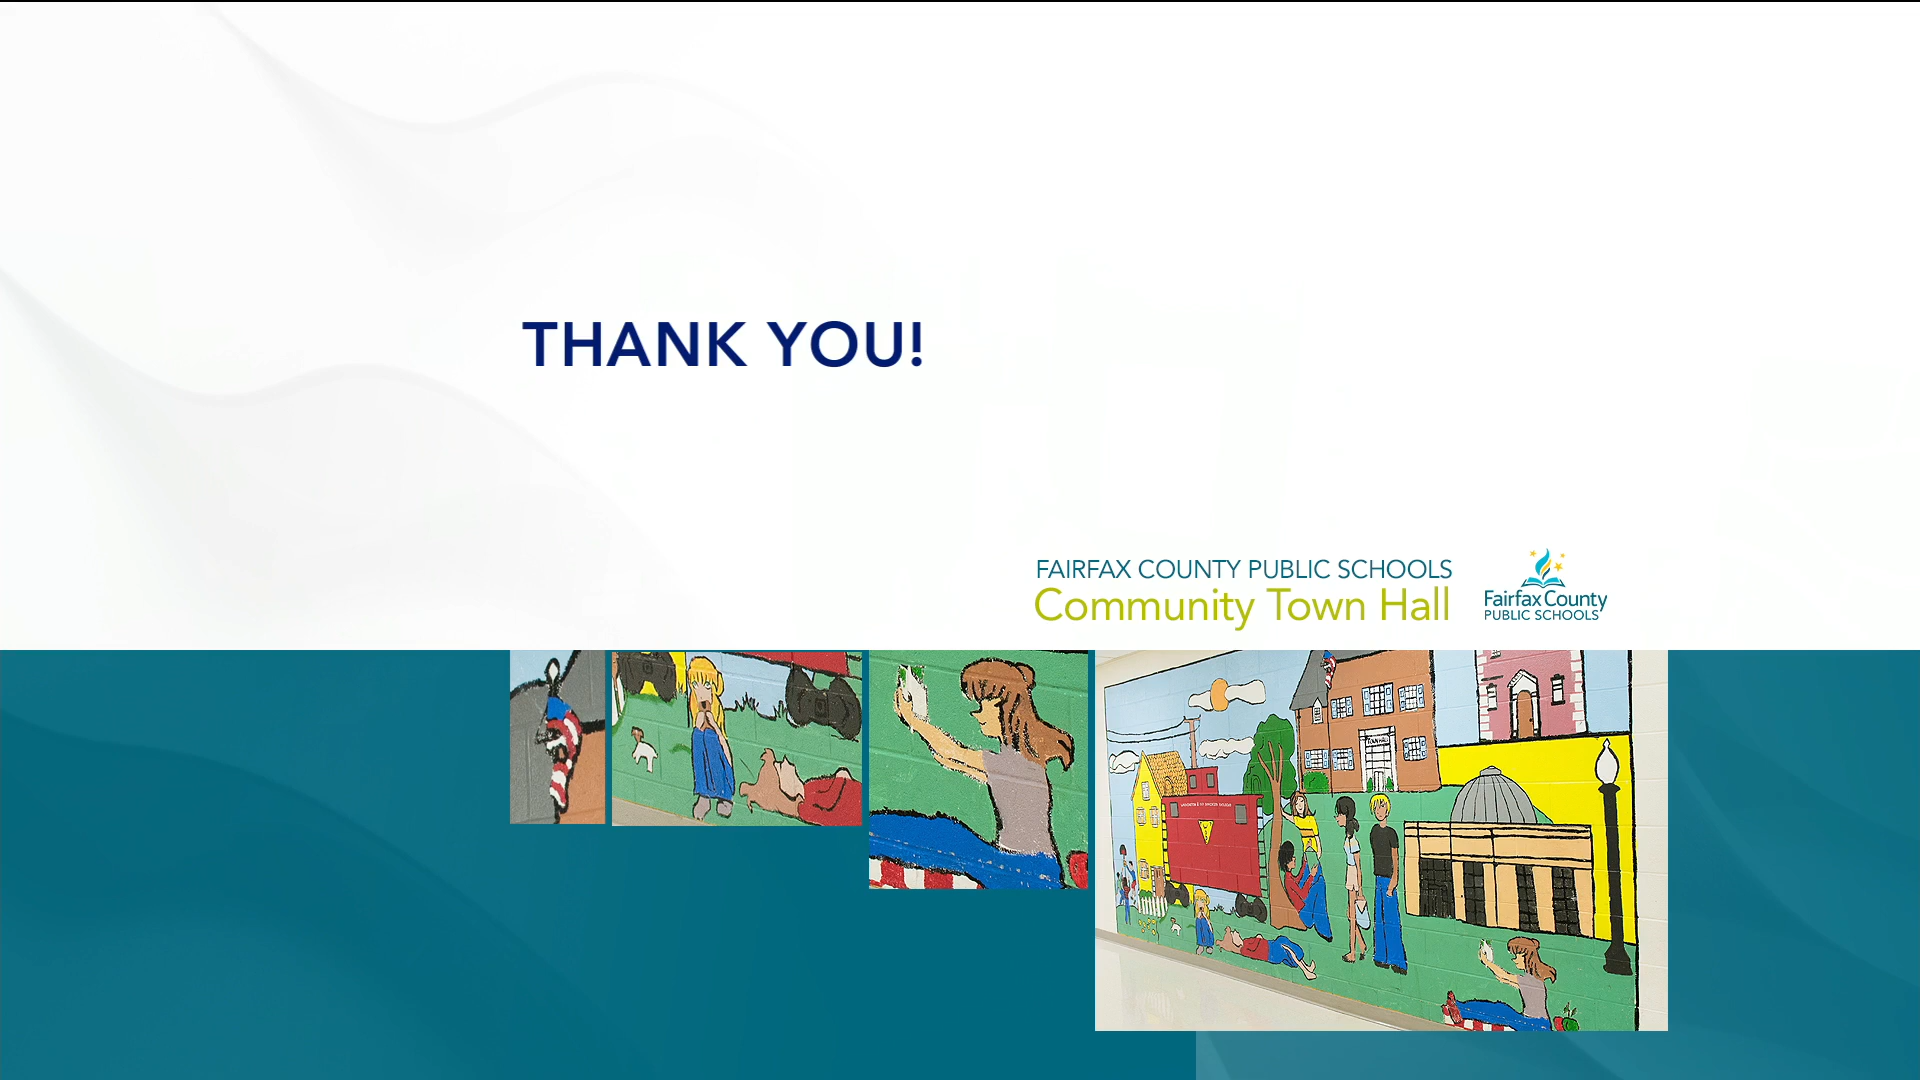 THANK YOU!
FAIRFAX COUNTY PUBLIC SCHOOLS
Community Town Hall
Fairfax County
PUBLIC SCHOOLS